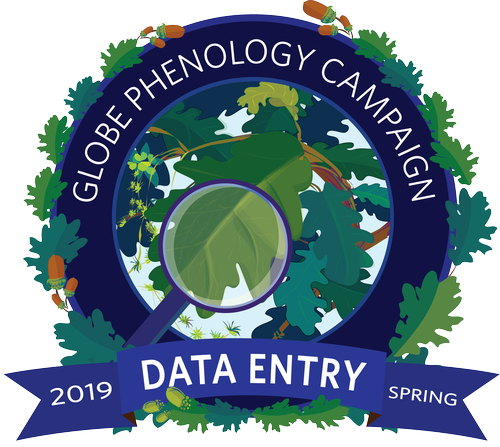 GLOBE PHENOLOGY CAMPAIGN
DATA ENTRY
2019
SPRING